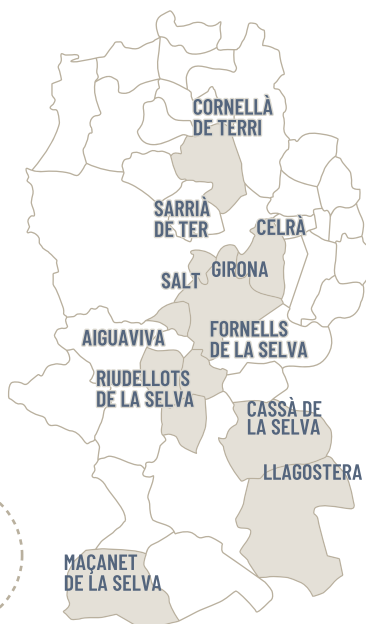 CORNELLÀ
DE TERRI
SARRIÀ
DE TER
CELRÀ
GIRONA
SALT
AIGUAVIVA
FORNELLS
DE LA SELVA
RIUDELLOTS
DE LA SELVA
CASSÀ DE
LA SELVA
LLAGOSTERA
MAÇANET
DE LA SELVA